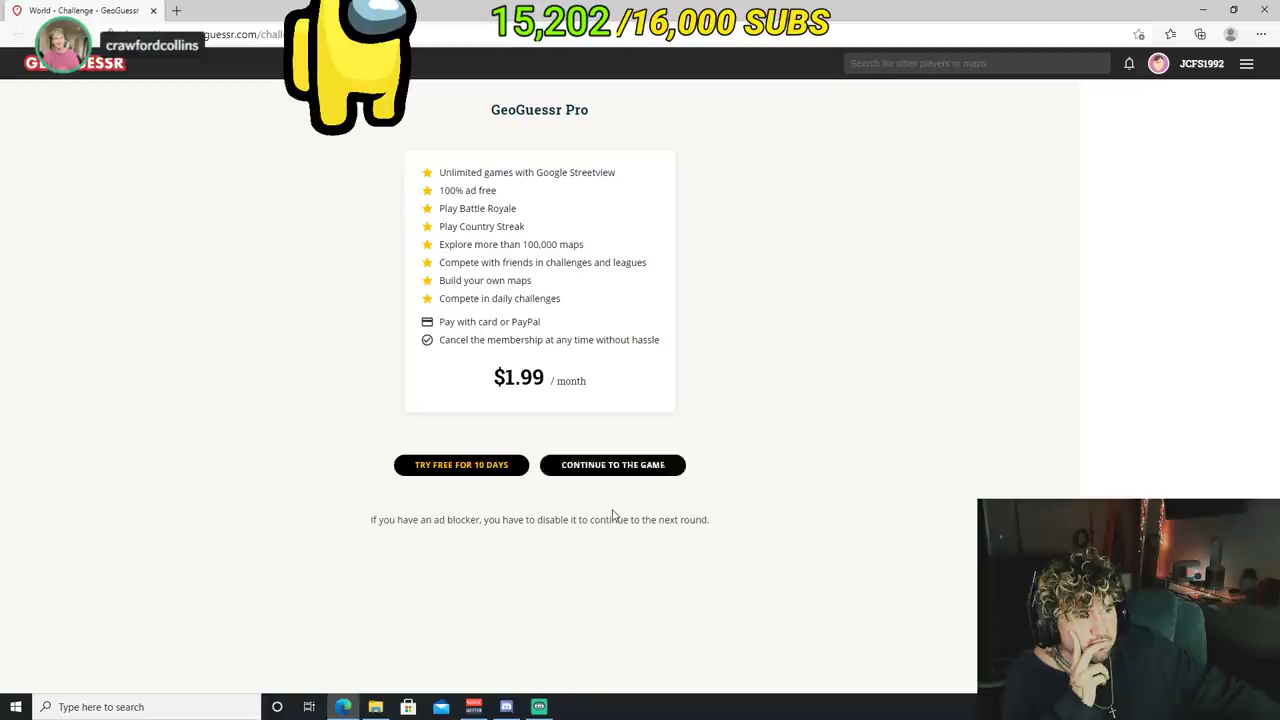 World - Challenge - GeoGuessr
15,202 /16,000 SUBS
guessr.com/chall
crawfordcollins
GE ESSR
Search for other players or maps
JCFS1992
GeoGuessr Pro
Unlimited games with Google Streetview
100% ad free
Play Battle Royale
Play Country Streak
Explore more than 100,000 maps
Compete with friends in challenges and leagues
Build your own maps
Compete in daily challenges
Pay with card or PayPal
Cancel the membership at any time without hassle
$1.99 / month
TRY FREE FOR 10 DAYS
CONTINUE TO THE GAME
If you have an ad blocker, you have to disable it to continue to the next round.
Type here to search